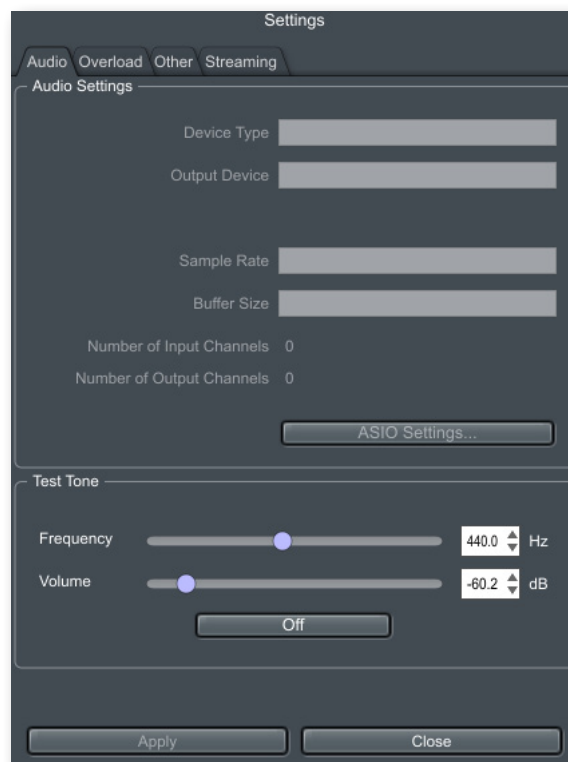 Settings
Audio Overload Other Streaming
Audio Settings
Device Type
Output Device
Sample Rate
Buffer Size
Number of Input Channels 0
Number of Output Channels 0
ASIO Settings...
Test Tone
Frequency 440.0 Hz
Volume -60.2 dB
Off
Apply Close